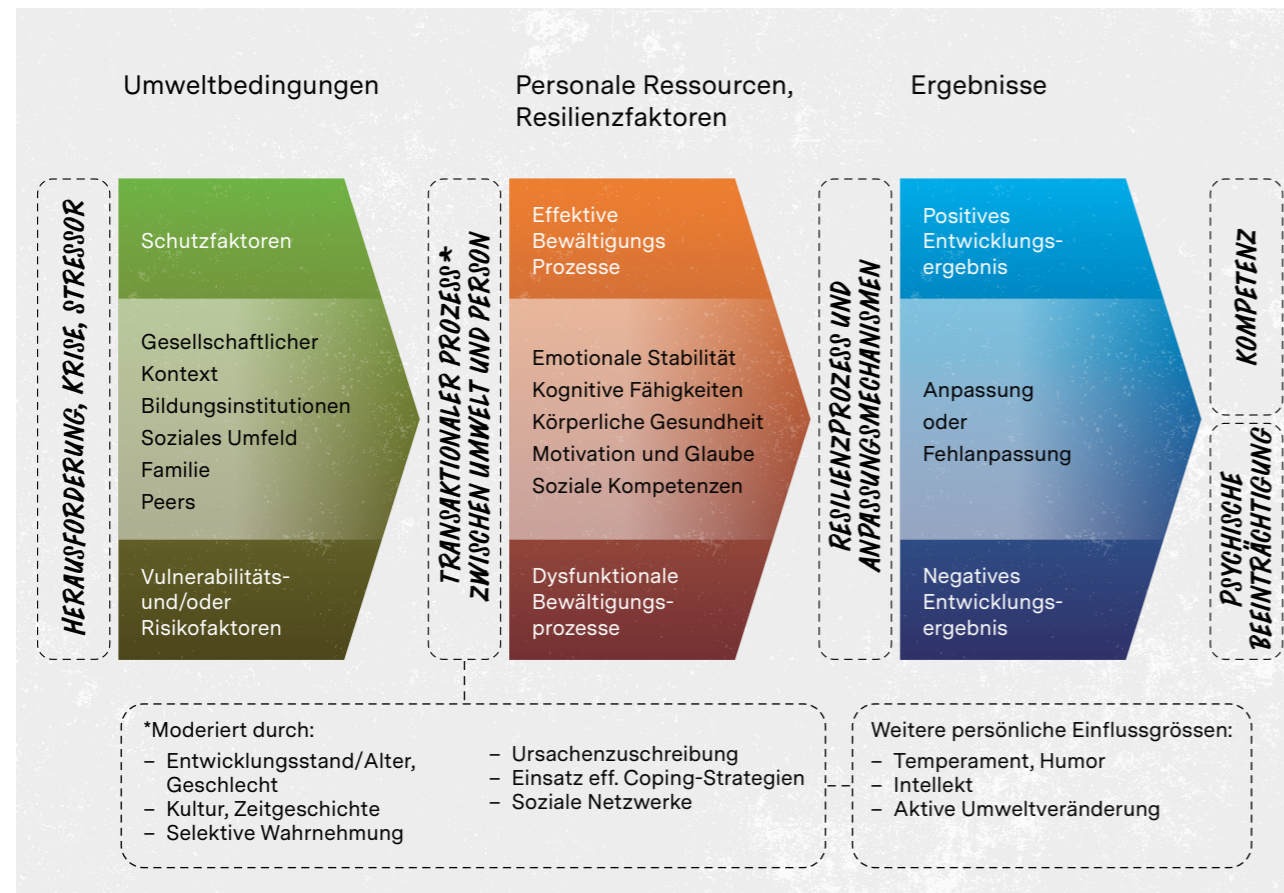 Umweltbedingungen
Personale Ressourcen,
Resilienzfaktoren
Ergebnisse
HERAUSFORDERUNG, KRISE, STRESSOR
Schutzfaktoren
Gesellschaftlicher
Kontext
Bildungsinstitutionen
Soziales Umfeld
Familie
Peers
Vulnerabilitäts-
und/oder
Risikofaktoren
TRANSAKTIONALER PROZESS*
ZWISCHEN UMWELT UND PERSON
Effektive
Bewältigungs
Prozesse
Emotionale Stabilität
Kognitive Fähigkeiten
Körperliche Gesundheit
Motivation und Glaube
Soziale Kompetenzen
Dysfunktionale
Bewältigungs-
prozesse
RESILIENZPROZESS UND
ANPASSUNGSMECHANISMEN
Positives
Entwicklungs-
ergebnis
Anpassung
oder
Fehlanpassung
Negatives
Entwicklungs-
ergebnis
KOMPETENZ
PSYCHISCHE
BEEINTRÄCHTIGUNG
*Moderiert durch:
– Entwicklungsstand/Alter,
Geschlecht
– Kultur, Zeitgeschichte
– Selektive Wahrnehmung
– Ursachenzuschreibung
– Einsatz eff. Coping-Strategien
– Soziale Netzwerke
Weitere persönliche Einflussgrössen:
– Temperament, Humor
– Intellekt
– Aktive Umweltveränderung